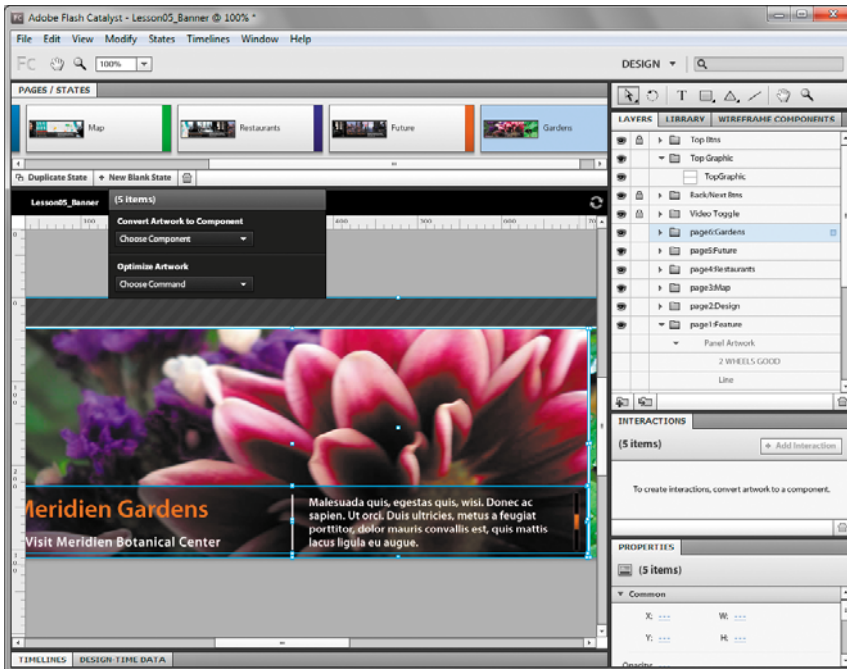 Adobe Flash Catalyst - Lesson05_Banner @ 100% *
File Edit View Modify States Timelines Window Help
Fc 100% DESIGN
PAGES / STATES
Map Restaurants Future Gardens
Duplicate State + New Blank State
Lesson05_Banner
(5 items)
Convert Artwork to Component
Choose Component
Optimize Artwork
Choose Command
Meridien Gardens
Visit Meridien Botanical Center
Malesuada quis, egestas quis, wisi. Donec ac
sapien. Ut orci. Duis ultricies, metus a feugiat
porttitor, dolor mauris convallis est, quis mattis
lacus ligula eu augue.
TIMELINES DESIGN-TIME DATA
LAYERS LIBRARY WIREFRAME COMPONENTS
Top Btns
Top Graphic
TopGraphic
Back/Next Btns
Video Toggle
page6:Gardens
page5:Future
page4:Restaurants
page3:Map
page2:Design
page1:Feature
Panel Artwork
2 WHEELS GOOD
Line
INTERACTIONS
(5 items) + Add Interaction
To create interactions, convert artwork to a component.
PROPERTIES
(5 items)
Common
X: --- W: ---
Y: --- H: ---
Opacity